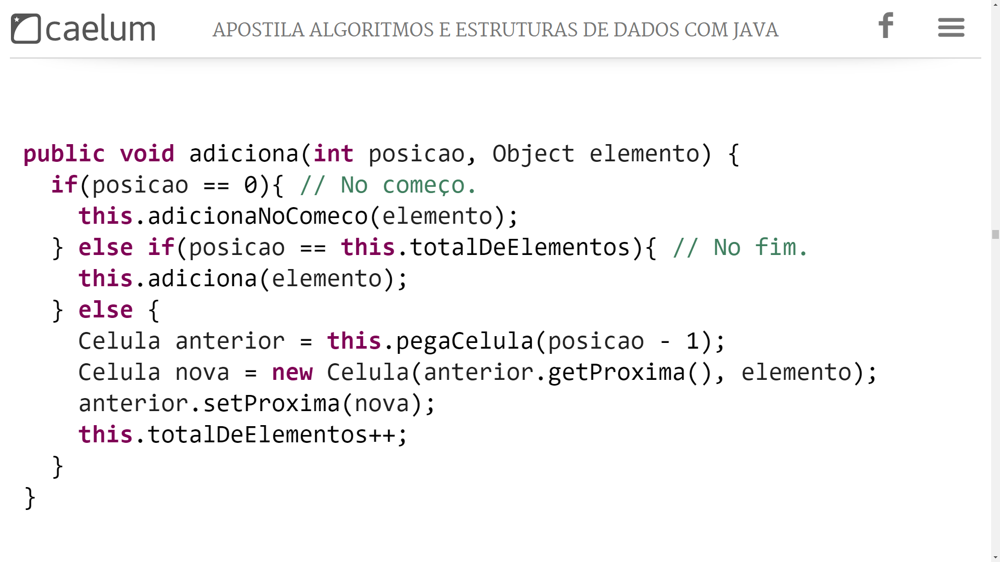 caelum
APOSTILA ALGORITMOS E ESTRUTURAS DE DADOS COM JAVA
f
public void adiciona(int posicao, Object elemento) {
  if(posicao == 0){ // No começo.
    this.adicionaNoComeco(elemento);
  } else if(posicao == this.totalDeElementos){ // No fim.
    this.adiciona(elemento);
  } else {
    Celula anterior = this.pegaCelula(posicao - 1);
    Celula nova = new Celula(anterior.getProxima(), elemento);
    anterior.setProxima(nova);
    this.totalDeElementos++;
  }
}